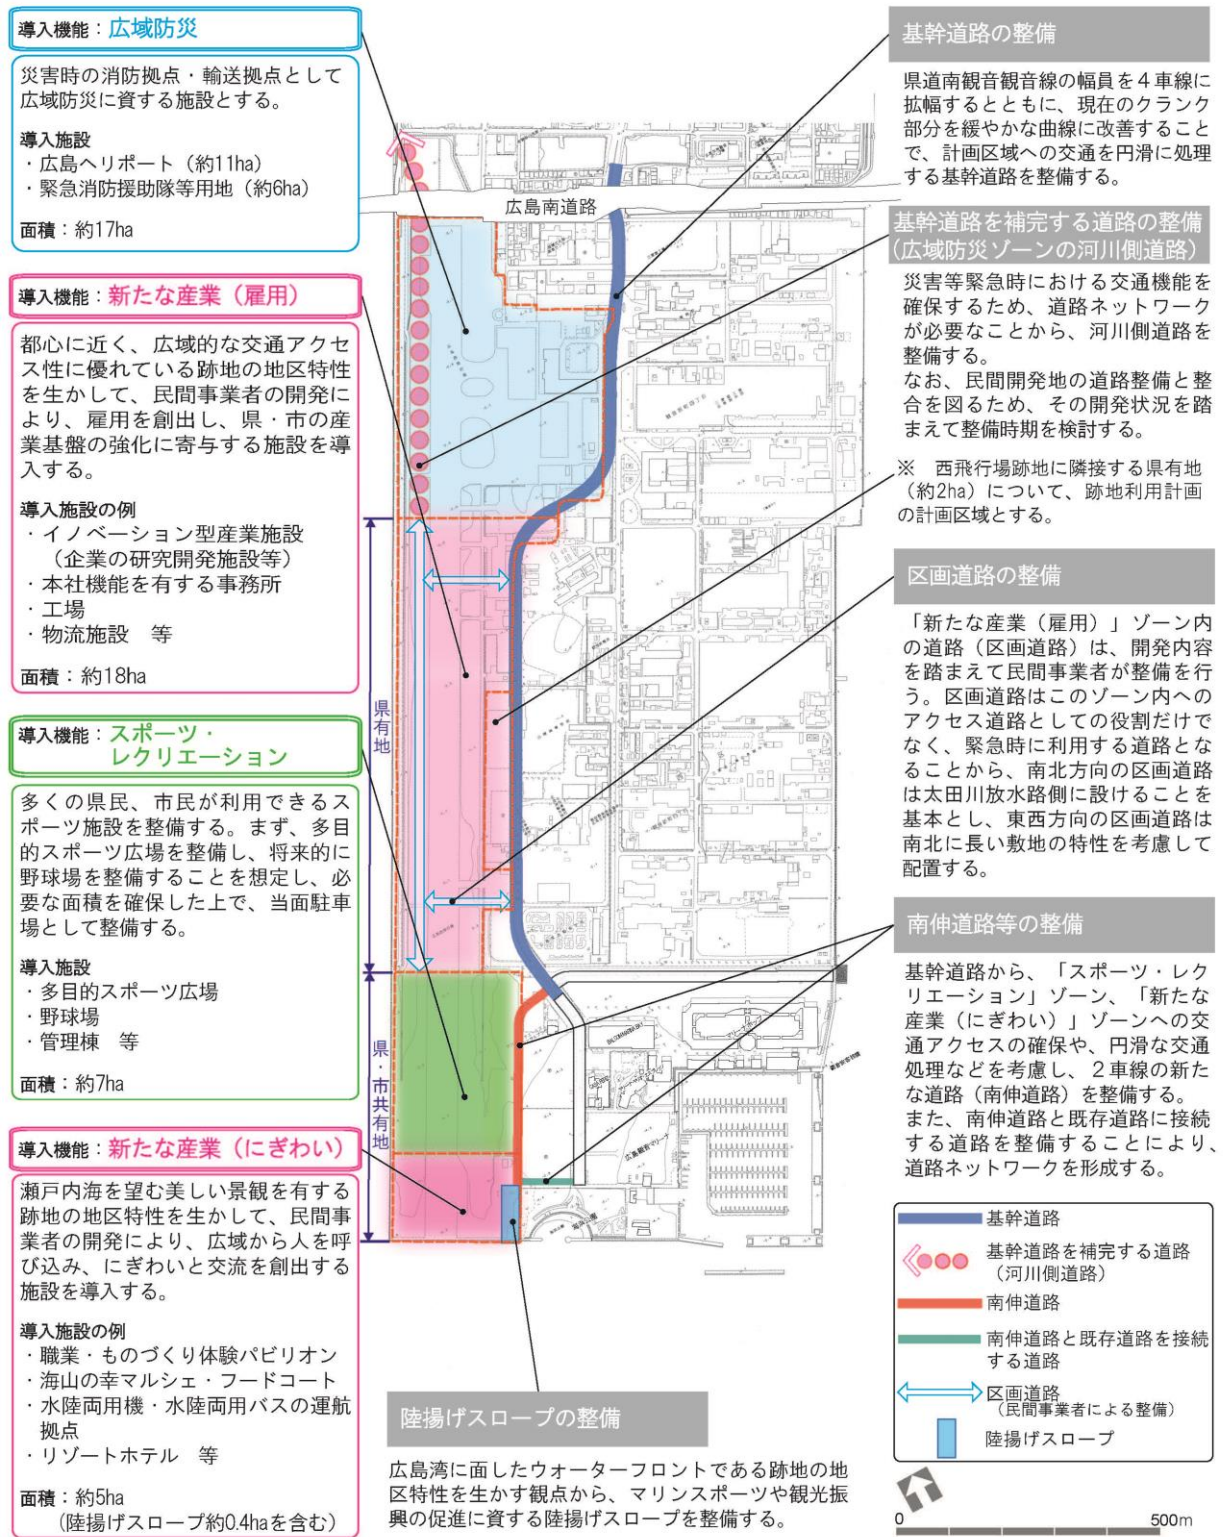 導入機能：広域防災
災害時の消防拠点・輸送拠点として
広域防災に資する施設とする。
導入施設
・広島ヘリポート（約11ha）
・緊急消防援助隊等用地（約6ha）
面積：約17ha
導入機能：新たな産業（雇用）
都心に近く、広域的な交通アクセ
ス性に優れている跡地の地区特性
を生かして、民間事業者の開発に
より、雇用を創出し、県・市の産
業基盤の強化に寄与する施設を導
入する。
導入施設の例
・イノベーション型産業施設
（企業の研究開発施設等）
・本社機能を有する事務所
・工場
・物流施設　等
面積：約18ha
導入機能：スポーツ・
レクリエーション
多くの県民、市民が利用できるス
ポーツ施設を整備する。まず、多目
的スポーツ広場を整備し、将来的に
野球場を整備することを想定し、必
要な面積を確保した上で、当面駐車
場として整備する。
導入施設
・多目的スポーツ広場
・野球場
・管理棟　等
面積：約7ha
導入機能：新たな産業（にぎわい）
瀬戸内海を望む美しい景観を有する
跡地の地区特性を生かして、民間事
業者の開発により、広域から人を呼
び込み、にぎわいと交流を創出する
施設を導入する。
導入施設の例
・職業・ものづくり体験パビリオン
・海山の幸マルシェ・フードコート
・水陸両用機・水陸両用バスの運航
拠点
・リゾートホテル　等
面積：約5ha
（陸揚げスロープ約0.4haを含む）
広島南道路
県有地
県・市共有地
広島観音マリーナ
陸揚げスロープの整備
広島湾に面したウォーターフロントである跡地の地
区特性を生かす観点から、マリンスポーツや観光振
興の促進に資する陸揚げスロープを整備する。
基幹道路の整備
県道南観音観音線の幅員を４車線に
拡幅するとともに、現在のクランク
部分を緩やかな曲線に改善すること
で、計画区域への交通を円滑に処理
する基幹道路を整備する。
基幹道路を補完する道路の整備
（広域防災ゾーンの河川側道路）
災害等緊急時における交通機能を
確保するため、道路ネットワーク
が必要なことから、河川側道路を
整備する。
なお、民間開発地の道路整備と整
合を図るため、その開発状況を踏
まえて整備時期を検討する。
※　西飛行場跡地に隣接する県有地
（約2ha）について、跡地利用計画
の計画区域とする。
区画道路の整備
「新たな産業（雇用）」ゾーン内
の道路（区画道路）は、開発内容
を踏まえて民間事業者が整備を行
う。区画道路はこのゾーン内への
アクセス道路としての役割だけで
なく、緊急時に利用する道路とな
ることから、南北方向の区画道路
は太田川放水路側に設けることを
基本とし、東西方向の区画道路は
南北に長い敷地の特性を考慮して
配置する。
南伸道路等の整備
基幹道路から、「スポーツ・レク
リエーション」ゾーン、「新たな
産業（にぎわい）」ゾーンへの交
通アクセスの確保や、円滑な交通
処理などを考慮し、２車線の新た
な道路（南伸道路）を整備する。
また、南伸道路と既存道路に接続
する道路を整備することにより、
道路ネットワークを形成する。
基幹道路
基幹道路を補完する道路
（河川側道路）
南伸道路
南伸道路と既存道路を接続
する道路
区画道路
（民間事業者による整備）
陸揚げスロープ
0
500m